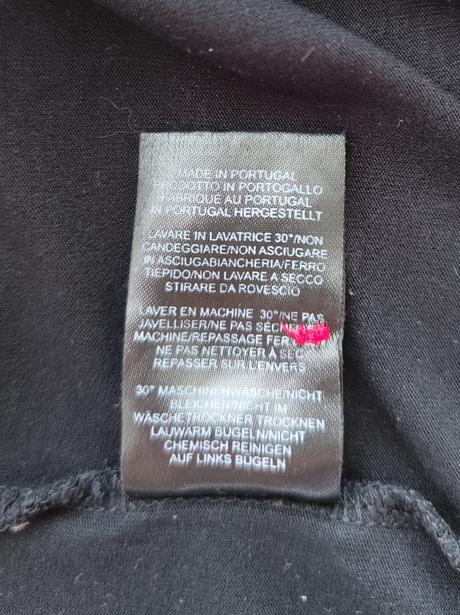 MADE IN PORTUGAL
PRODOTTO IN PORTOGALLO
FABRIQUÉ AU PORTUGAL
IN PORTUGAL HERGESTELLT
LAVARE IN LAVATRICE 30°/NON
CANDEGGIARE/NON ASCIUGARE
IN ASCIUGABIANCHERIA/FERRO
TIEPIDO/NON LAVARE A SECCO
STIRARE DA ROVESCIO
LAVER EN MACHINE 30°/NE PAS
JAVELLISER/NE PAS
MACHINE/REPASSAGE
NE PAS NETTOYER À SEC
REPASSER SUR L'ENVERS
30° MASCHINENWÄSCHE/NICHT
BLEICHEN/NICHT IM
WÄSCHETROCKNER TROCKNEN
LAUWARM BÜGELN/NICHT
CHEMISCH REINIGEN
AUF LINKS BÜGELN